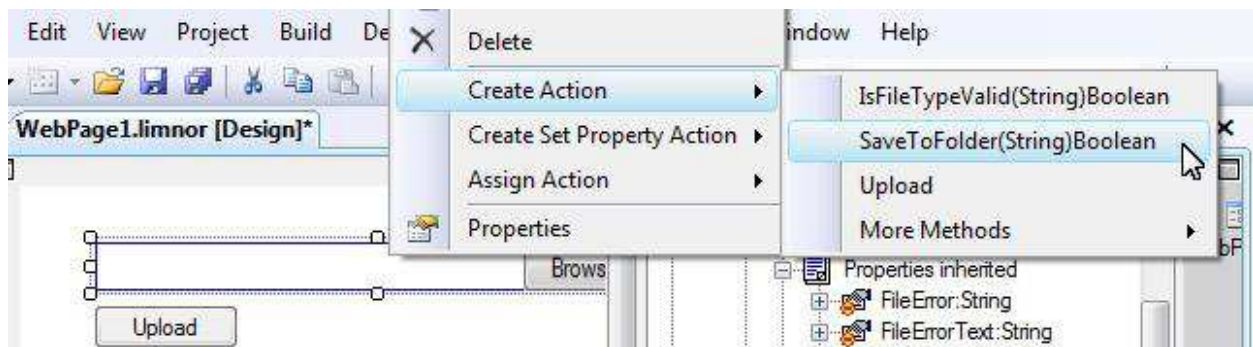 Edit View Project Build De
Delete
indow Help
Create Action
IsFileTypeValid(String)Boolean
WebPage1.limnor [Design]*
Create Set Property Action
SaveToFolder(String)Boolean
Assign Action
Upload
Properties
More Methods
bP
Brows
Properties inherited
FileError:String
Upload
FileErrorText:String